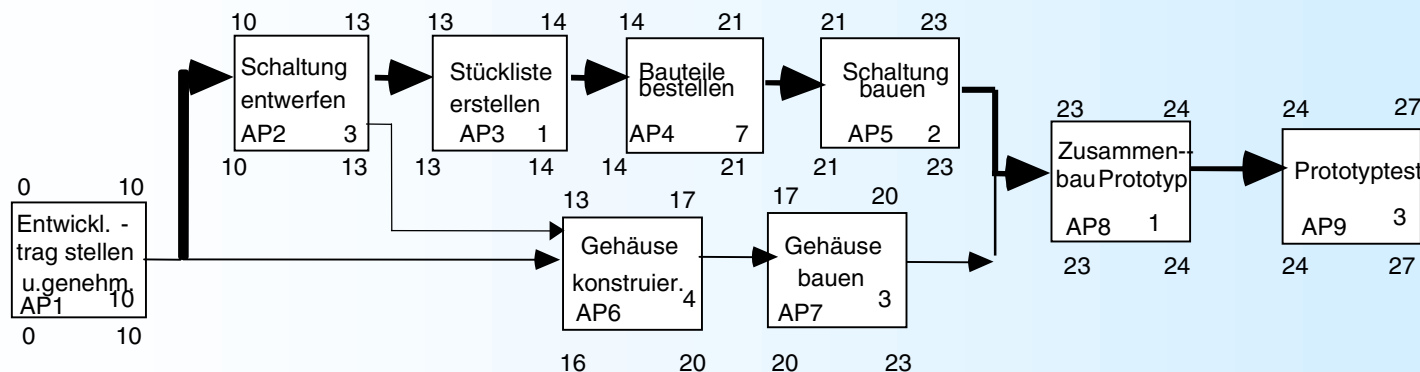 0 10
Entwickl. -
trag stellen
u.genehm.
AP1 10
0 10
10 13
Schaltung
entwerfen
AP2 3
10 13
13 14
Stückliste
erstellen
AP3 1
13 14
14 21
Bauteile
bestellen
AP4 7
14 21
21 23
Schaltung
bauen
AP5 2
21 23
13 17
Gehäuse
konstruier.
AP6 4
16 20
17 20
Gehäuse
bauen
AP7 3
20 23
23 24
Zusammen--
bau Prototyp
AP8 1
23 24
24 27
Prototyptest
AP9 3
24 27